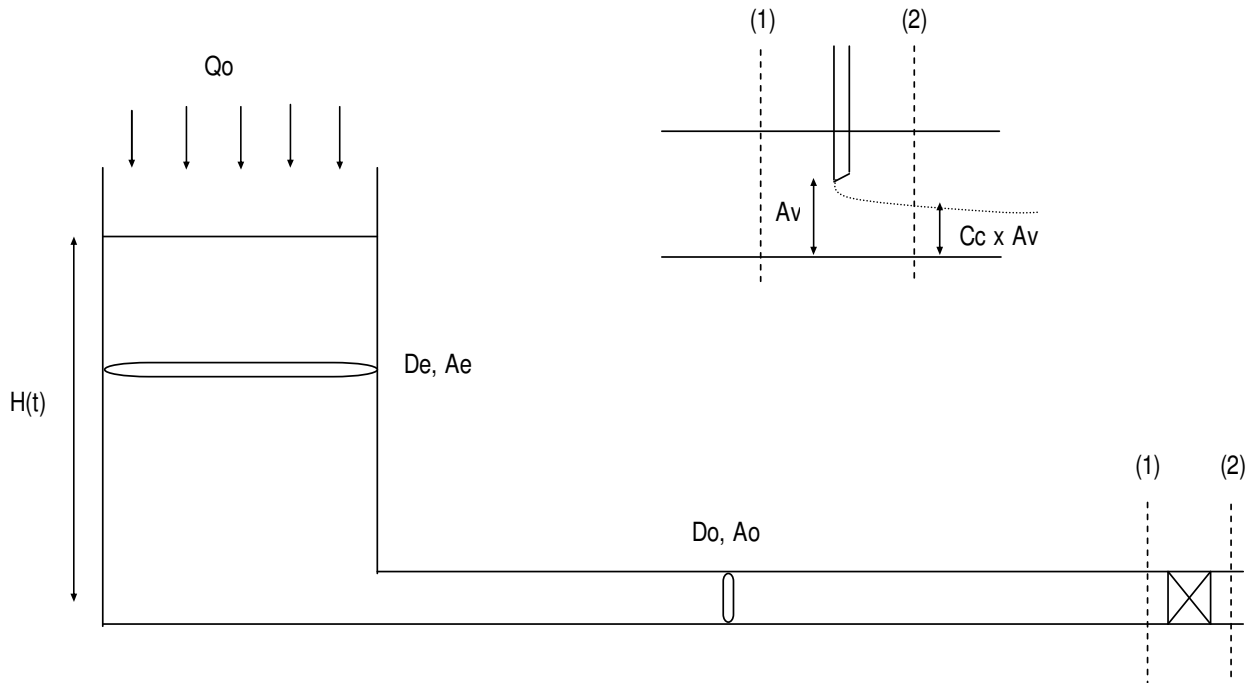 (1)
(2)
Qo
Av
Cc x Av
De, Ae
H(t)
(1)
(2)
Do, Ao